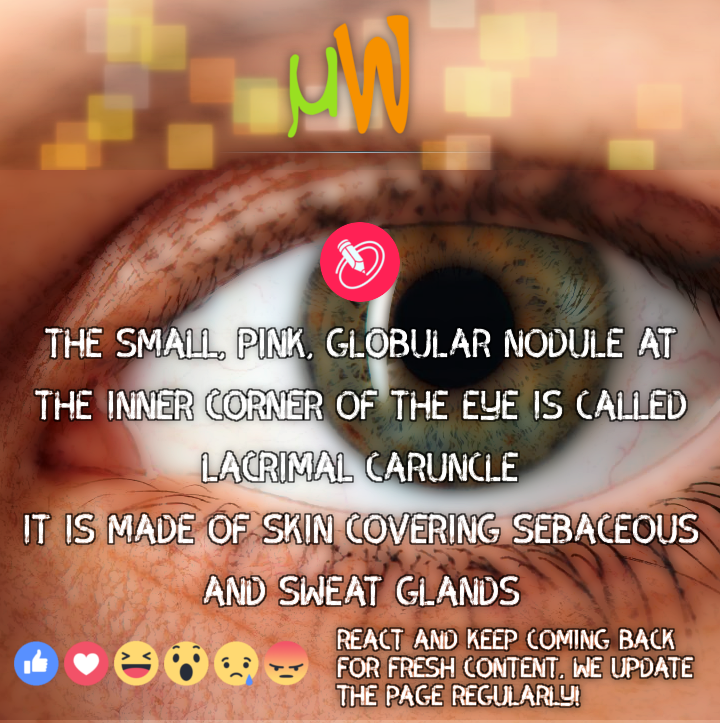 µW
THE SMALL, PINK, GLOBULAR NODULE AT
THE INNER CORNER OF THE EYE IS CALLED
LACRIMAL CARUNCLE
IT IS MADE OF SKIN COVERING SEBACEOUS
AND SWEAT GLANDS
REACT AND KEEP COMING BACK
FOR FRESH CONTENT. WE UPDATE
THE PAGE REGULARLY!